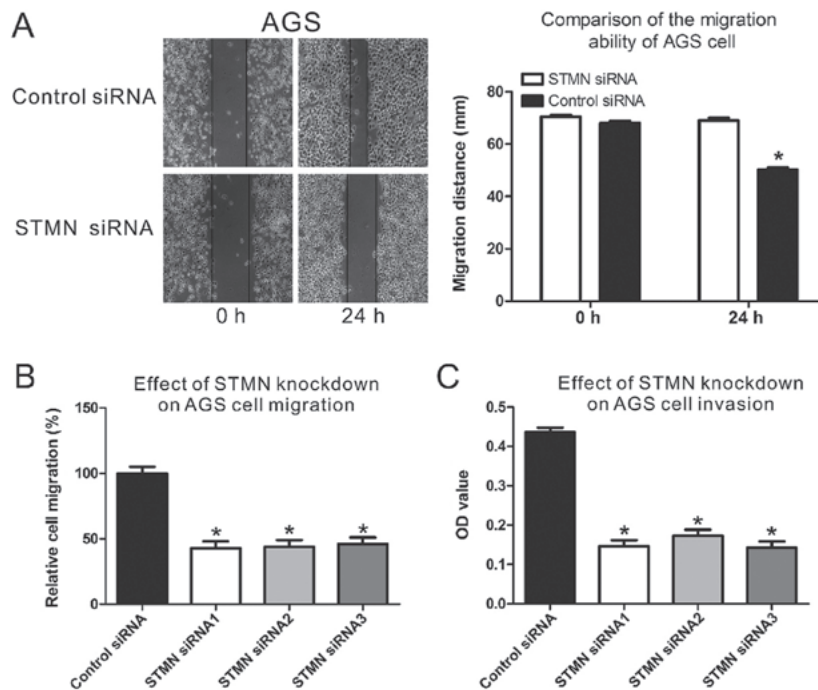 A
AGS
Control siRNA
STMN siRNA
0 h
24 h
Comparison of the migration
ability of AGS cell
STMN siRNA
Control siRNA
Migration distance (mm)
80
60
40
20
0
*
0 h
24 h
B
Effect of STMN knockdown
on AGS cell migration
Relative cell migration (%)
150
100
50
0
*
*
*
Control siRNA
STMN siRNA1
STMN siRNA2
STMN siRNA3
C
Effect of STMN knockdown
on AGS cell invasion
OD value
0.5
0.4
0.3
0.2
0.1
0.0
*
*
*
Control siRNA
STMN siRNA1
STMN siRNA2
STMN siRNA3